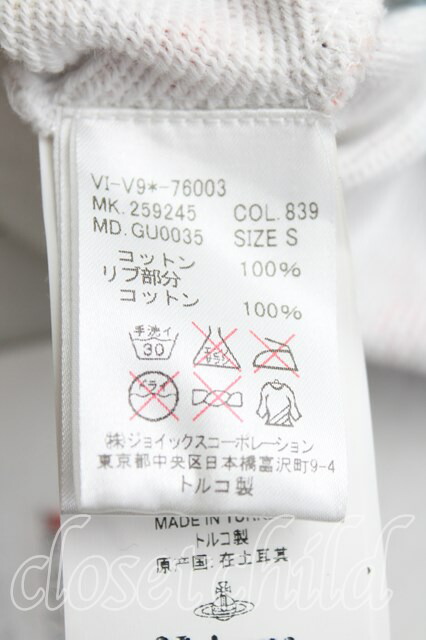 VI-V9*-76003
MK. 259245 COL. 839
MD. GU0035 SIZE S
コットン 100%
リブ部分
コットン 100%
手洗イ
30
ドライ
(株)ジョイックスコーポレーション
東京都中央区日本橋富沢町9-4
トルコ製
MADE IN
トルコ製
原产国: 在土耳其
closet child